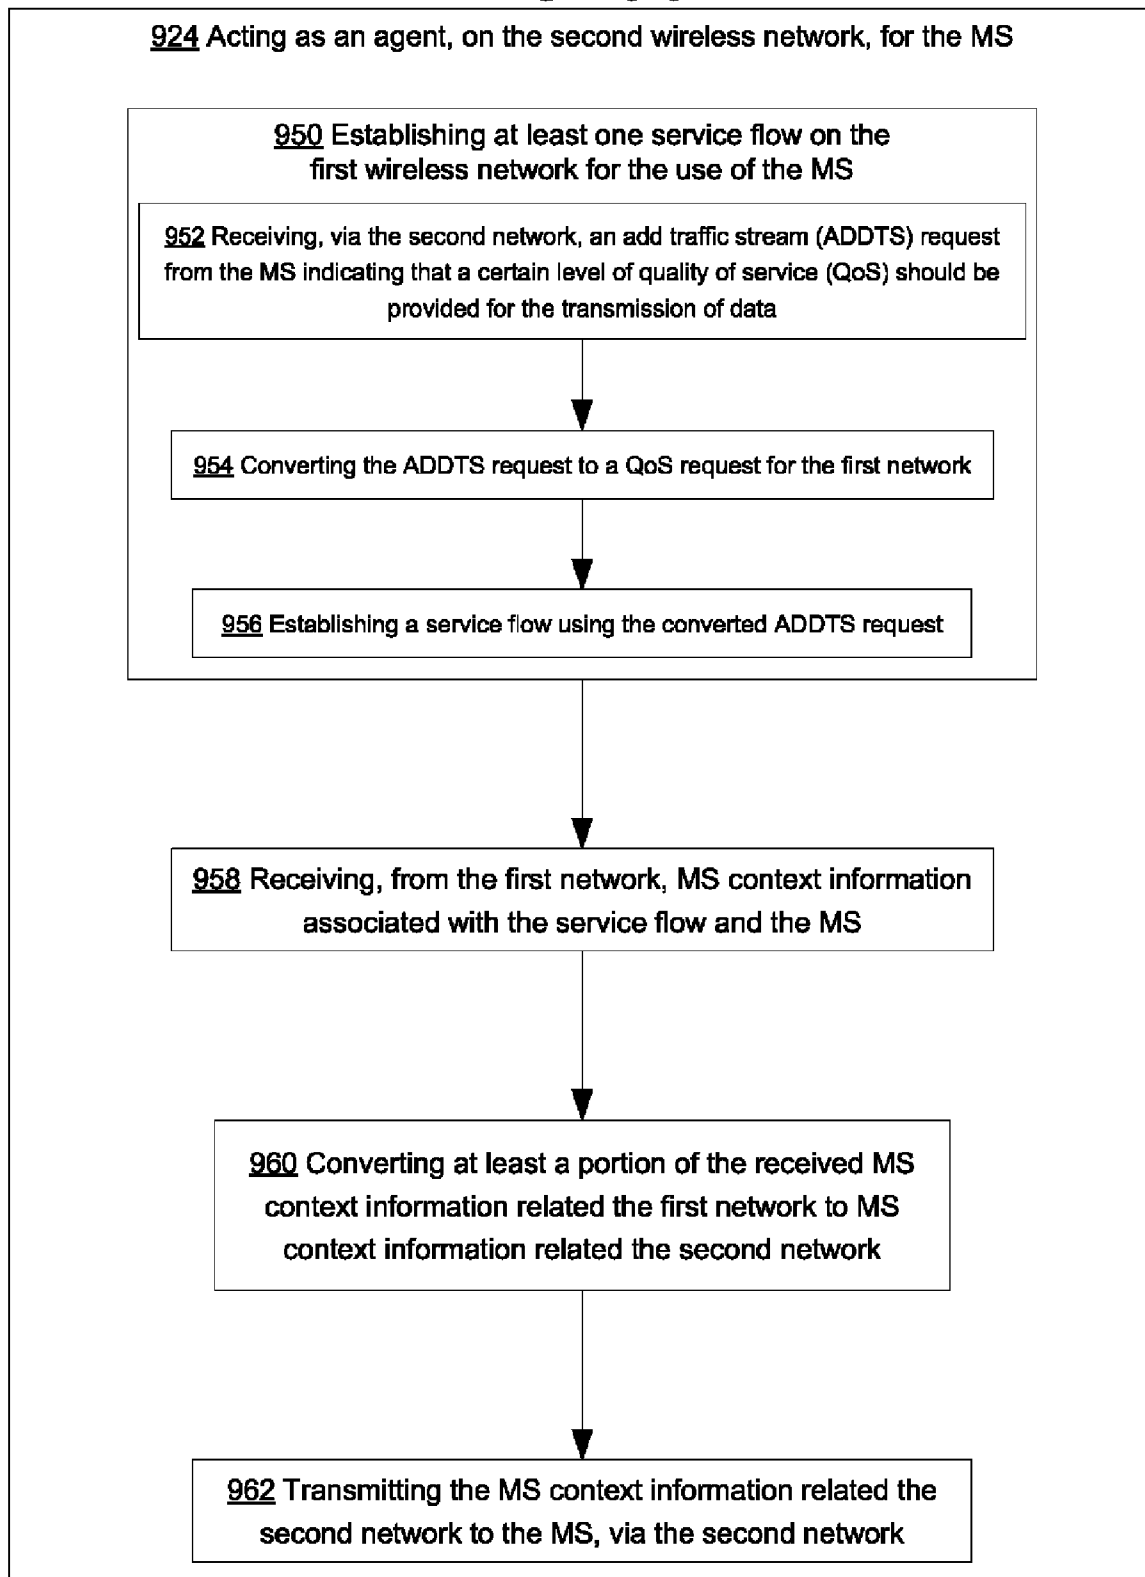 924 Acting as an agent, on the second wireless network, for the MS
950 Establishing at least one service flow on the
first wireless network for the use of the MS
952 Receiving, via the second network, an add traffic stream (ADDTS) request
from the MS indicating that a certain level of quality of service (QoS) should be
provided for the transmission of data
954 Converting the ADDTS request to a QoS request for the first network
956 Establishing a service flow using the converted ADDTS request
958 Receiving, from the first network, MS context information
associated with the service flow and the MS
960 Converting at least a portion of the received MS
context information related the first network to MS
context information related the second network
962 Transmitting the MS context information related the
second network to the MS, via the second network